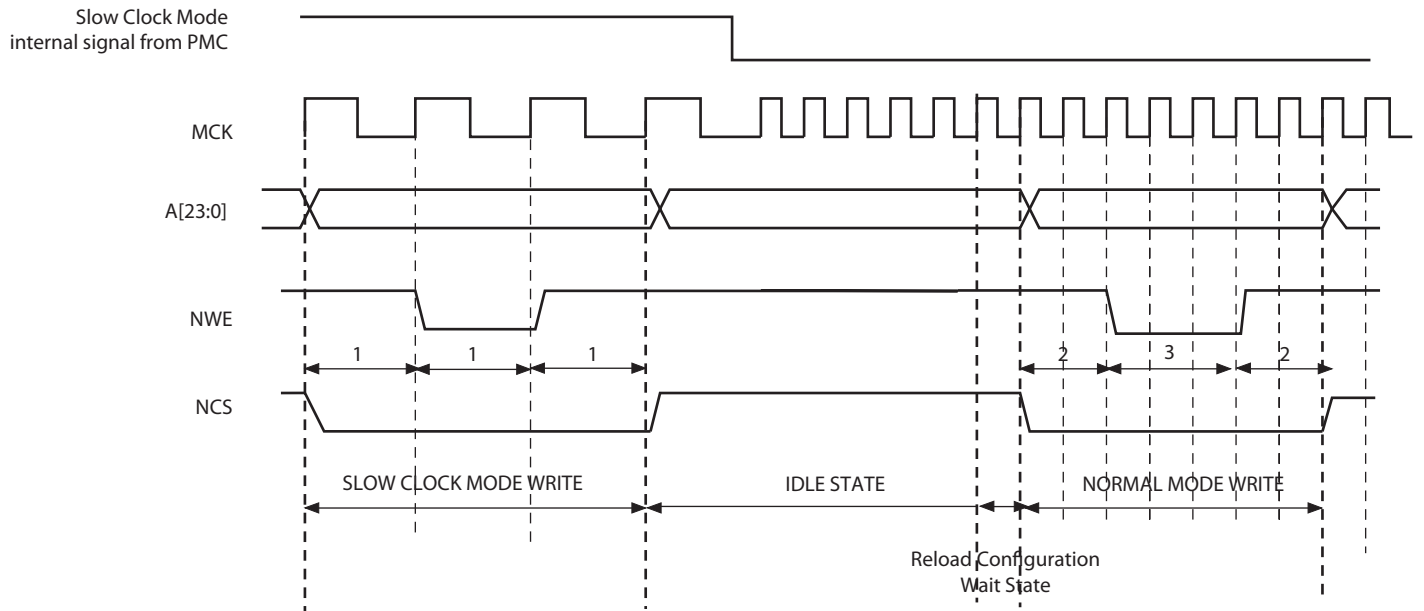 Slow Clock Mode
internal signal from PMC
MCK
A[23:0]
NWE
1 1 1 2 3 2
NCS
SLOW CLOCK MODE WRITE IDLE STATE NORMAL MODE WRITE
Reload Configuration
Wait State